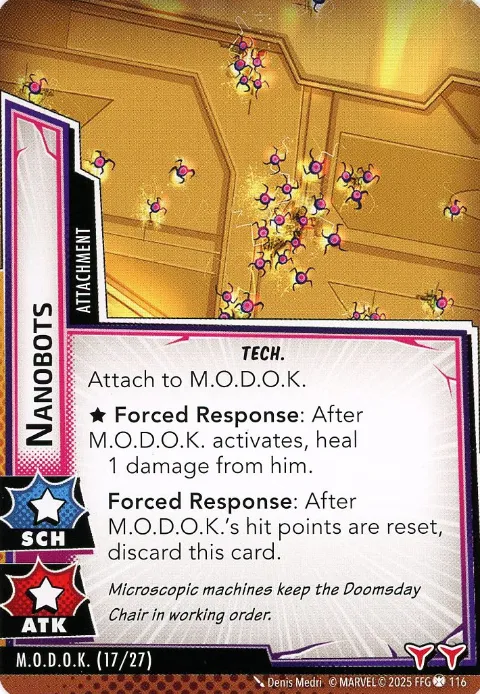 NANOBOTS
ATTACHMENT
TECH.
Attach to M.O.D.O.K.
★ Forced Response: After
M.O.D.O.K. activates, heal
1 damage from him.
Forced Response: After
M.O.D.O.K.'s hit points are reset,
discard this card.
Microscopic machines keep the Doomsday
Chair in working order.
SCH
ATK
M.O.D.O.K. (17/27)
Denis Medri © MARVEL © 2025 FFG 116